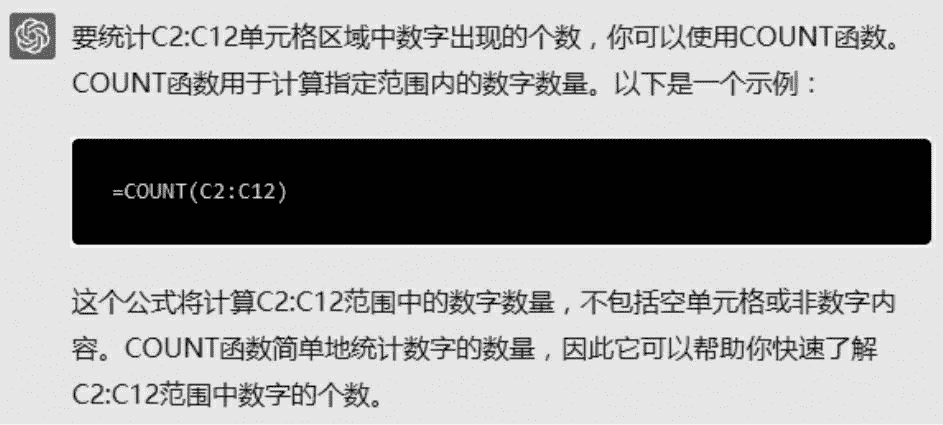 要统计C2:C12单元格区域中数字出现的个数，你可以使用COUNT函数。
COUNT函数用于计算指定范围内的数字数量。以下是一个示例：
=COUNT(C2:C12)
这个公式将计算C2:C12范围中的数字数量，不包括空单元格或非数字内
容。COUNT函数简单地统计数字的数量，因此它可以帮助你快速了解
C2:C12范围中数字的个数。